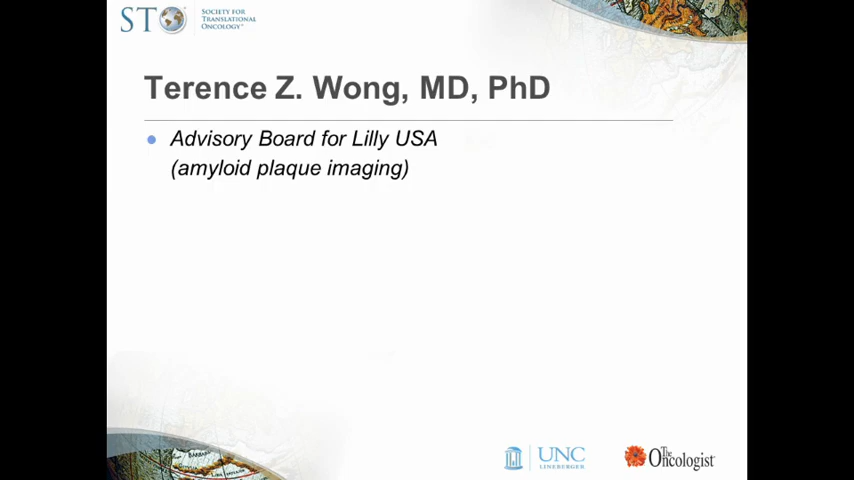 STO
SOCIETY FOR
TRANSLATIONAL
ONCOLOGY
Terence Z. Wong, MD, PhD
Advisory Board for Lilly USA
(amyloid plaque imaging)
UNC
LINEBERGER
The
Oncologist